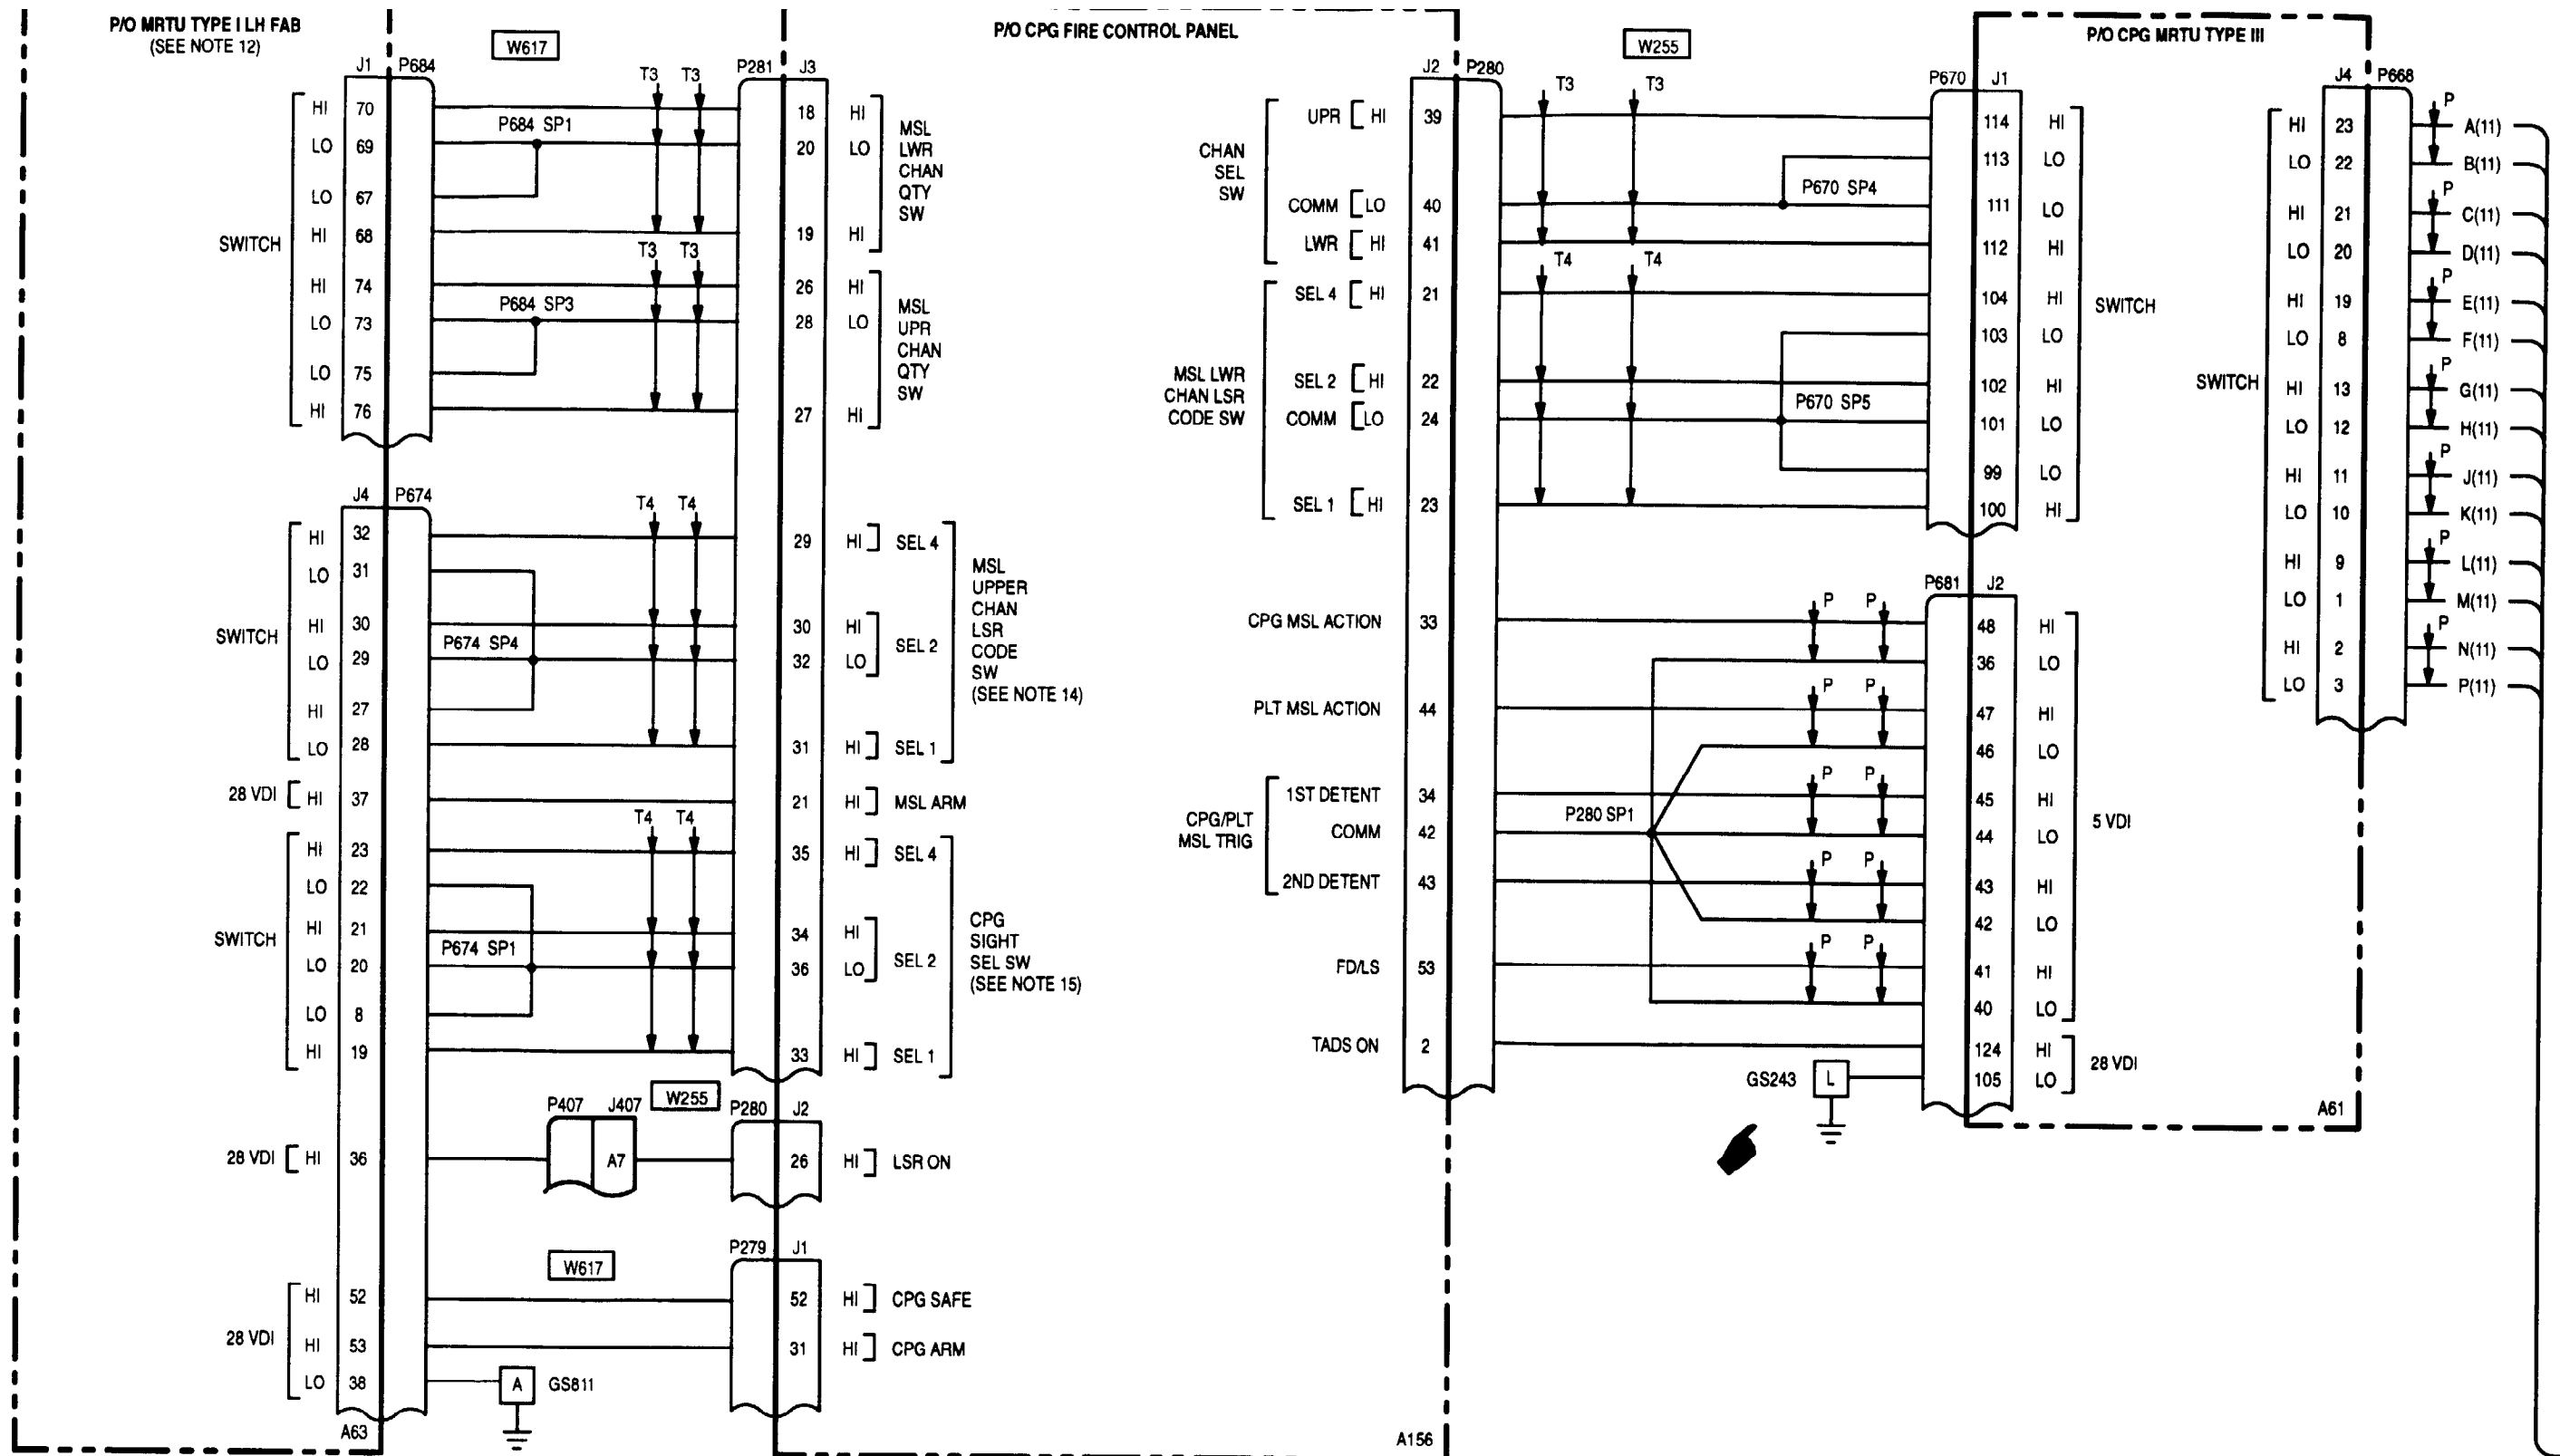 P/O MRTU TYPE I LH FAB
(SEE NOTE 12)
W617
P/O CPG FIRE CONTROL PANEL
W255
P/O CPG MRTU TYPE III
J1 P684
T3 T3
P281 J3
HI 70
18 HI
P684 SP1
LO 69
20 LO
LO 67
HI 68
19 HI
SWITCH
MSL
LWR
CHAN
QTY
SW
T3 T3
HI 74
26 HI
P684 SP3
LO 73
28 LO
LO 75
HI 76
27 HI
MSL
UPR
CHAN
QTY
SW
J4 P674
T4 T4
HI 32
29 HI SEL 4
LO 31
HI 30
30 HI
SWITCH
P674 SP4
SEL 2
LO 29
32 LO
HI 27
LO 28
31 HI SEL 1
MSL
UPPER
CHAN
LSR
CODE
SW
(SEE NOTE 14)
28 VDI HI 37
21 HI MSL ARM
T4 T4
HI 23
35 HI SEL 4
LO 22
HI 21
34 HI
SWITCH
P674 SP1
SEL 2
LO 20
36 LO
LO 8
HI 19
33 HI SEL 1
CPG
SIGHT
SEL SW
(SEE NOTE 15)
W255
P407 J407
P280 J2
28 VDI HI 36
A7
26 HI LSR ON
W617
P279 J1
HI 52
52 HI CPG SAFE
28 VDI
HI 53
31 HI CPG ARM
LO 38
A GS811
A63
A156
J2 P280
T3 T3
P670 J1
UPR HI 39
114 HI
CHAN
SEL
SW
113 LO
P670 SP4
COMM LO 40
111 LO
LWR HI 41
112 HI
T4 T4
SEL 4 HI 21
104 HI
SWITCH
103 LO
MSL LWR
CHAN LSR
CODE SW
SEL 2 HI 22
102 HI
P670 SP5
COMM LO 24
101 LO
99 LO
SEL 1 HI 23
100 HI
P681 J2
P P
CPG MSL ACTION 33
48 HI
36 LO
P P
PLT MSL ACTION 44
47 HI
46 LO
P P
CPG/PLT
MSL TRIG
1ST DETENT 34
45 HI
P280 SP1
COMM 42
44 LO
5 VDI
P P
2ND DETENT 43
43 HI
42 LO
P P
FD/LS 53
41 HI
40 LO
TADS ON 2
124 HI
28 VDI
GS243 L
105 LO
A61
J4 P668
P
HI 23 A(11)
LO 22 B(11)
P
HI 21 C(11)
LO 20 D(11)
P
HI 19 E(11)
LO 8 F(11)
P
SWITCH
HI 13 G(11)
LO 12 H(11)
P
HI 11 J(11)
LO 10 K(11)
P
HI 9 L(11)
LO 1 M(11)
P
HI 2 N(11)
LO 3 P(11)